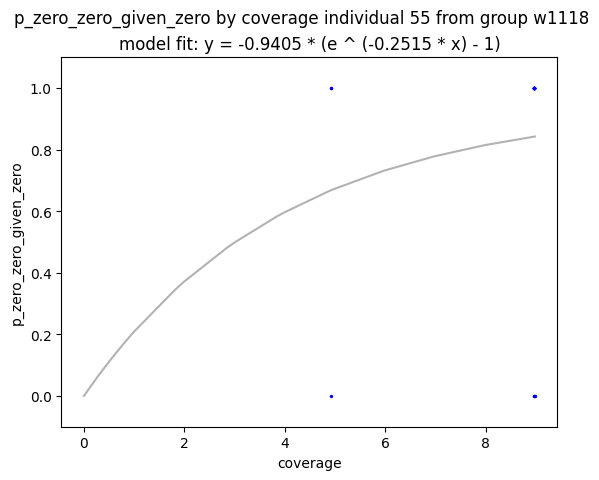 p_zero_zero_given_zero by coverage individual 55 from group w1118
model fit: y = -0.9405 * (e ^ (-0.2515 * x) - 1)
1.0
0.8
0.6
0.4
0.2
0.0
p_zero_zero_given_zero
0 2 4 6 8
coverage